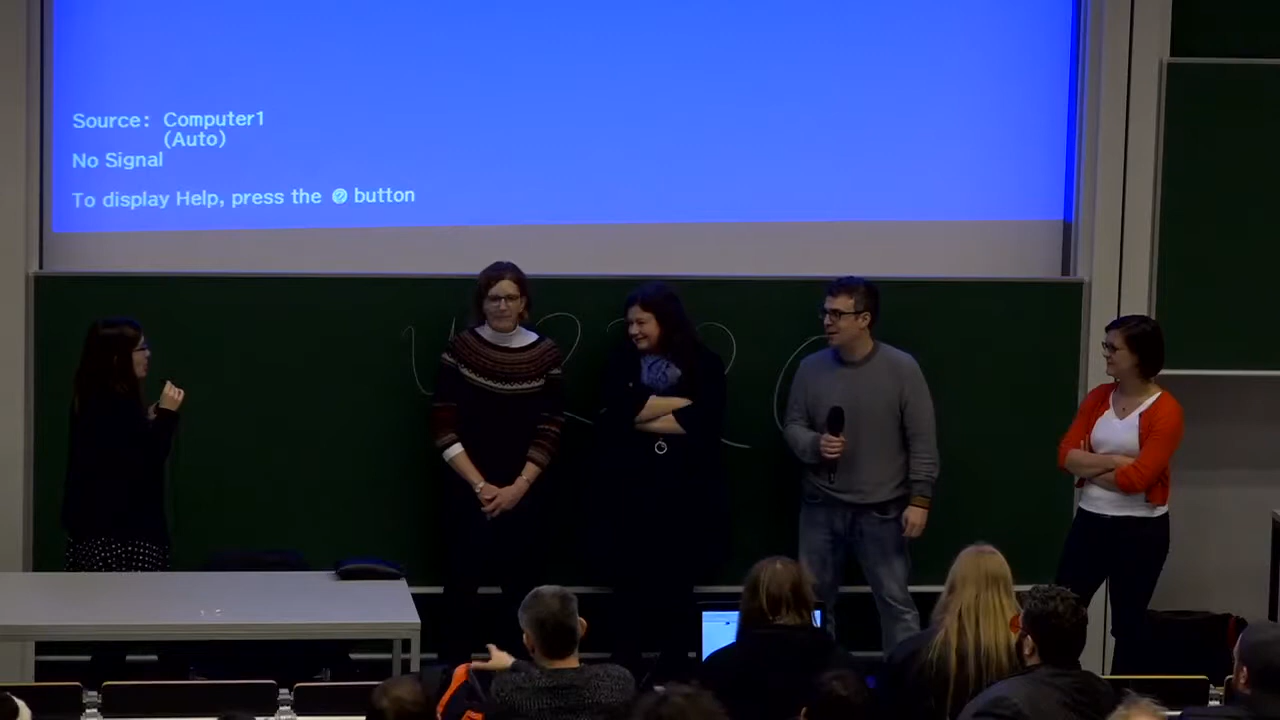 Source: Computer1
(Auto)
No Signal
To display Help, press the button